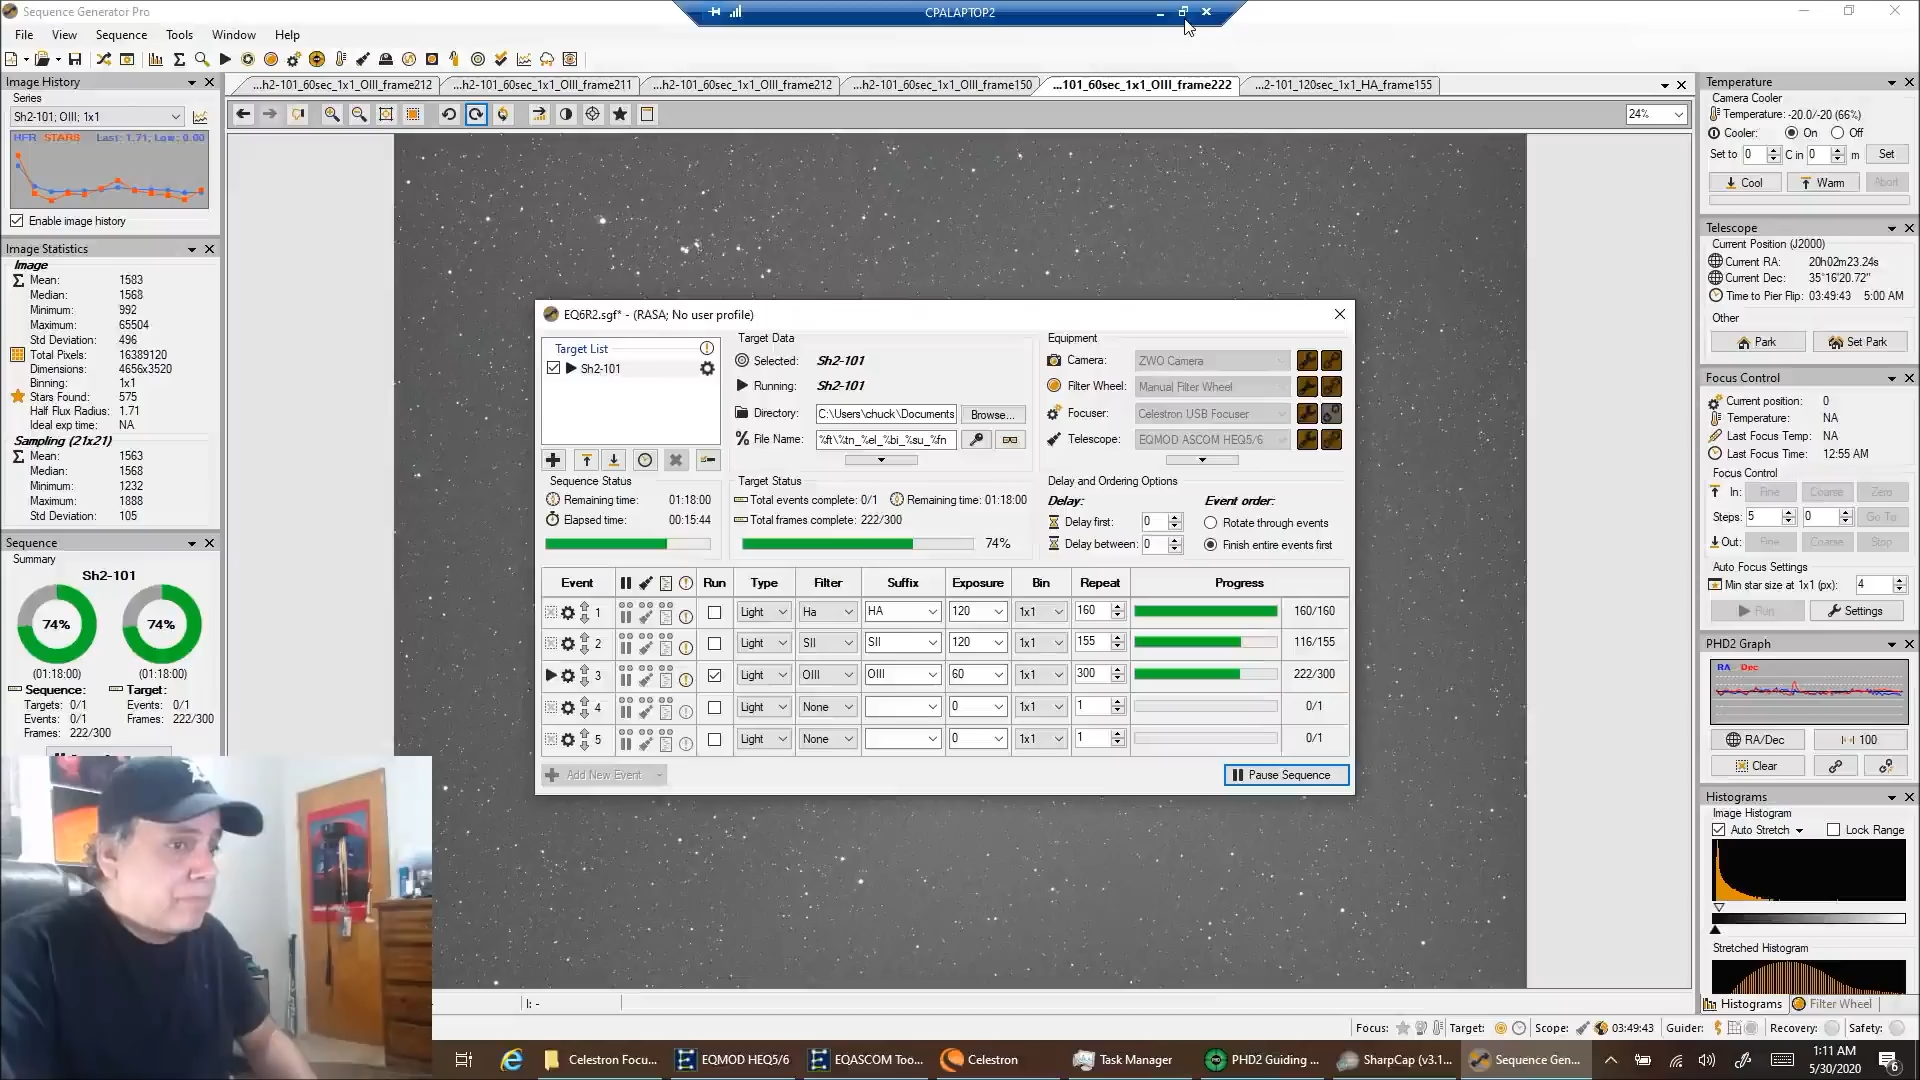 Sequence Generator Pro
CPALAPTOP2
File View Sequence Tools Window Help
Image History
Series
Sh2-101; OIII; 1x1
HFR STARS Last: 1.71; Low: 0.00
Enable image history
Image Statistics
Image
Mean: 1583
Median: 1568
Minimum: 992
Maximum: 65504
Std Deviation: 496
Total Pixels: 16389120
Dimensions: 4656x3520
Binning: 1x1
Stars Found: 575
Half Flux Radius: 1.71
Ideal exp time: NA
Sampling (21x21)
Mean: 1563
Median: 1568
Minimum: 1232
Maximum: 1888
Std Deviation: 105
Sequence
Summary
Sh2-101
74% 74%
(01:18:00) (01:18:00)
Sequence: Target:
Targets: 0/1 Events: 0/1
Events: 0/1 Frames: 222/300
Frames: 222/300
...h2-101_60sec_1x1_OIII_frame212 ...h2-101_60sec_1x1_OIII_frame211 ...h2-101_60sec_1x1_OIII_frame212 ...h2-101_60sec_1x1_OIII_frame150 ...101_60sec_1x1_OIII_frame222 ...2-101_120sec_1x1_HA_frame155
24%
EQ6R2.sgf* - (RASA; No user profile)
Target List
Sh2-101
Target Data
Selected: Sh2-101
Running: Sh2-101
Directory: C:\Users\chuck\Documents Browse...
File Name: %ft\%tn_%el_%bi_%su_%fn
Equipment
Camera: ZWO Camera
Filter Wheel: Manual Filter Wheel
Focuser: Celestron USB Focuser
Telescope: EQMOD ASCOM HEQ5/6
Sequence Status
Remaining time: 01:18:00
Elapsed time: 00:15:44
Target Status
Total events complete: 0/1 Remaining time: 01:18:00
Total frames complete: 222/300
74%
Delay and Ordering Options
Delay: Event order:
Delay first: 0 Rotate through events
Delay between: 0 Finish entire events first
Event Run Type Filter Suffix Exposure Bin Repeat Progress
1 Light Ha HA 120 1x1 160 160/160
2 Light SII SII 120 1x1 155 116/155
3 Light OIII OIII 60 1x1 300 222/300
4 Light None 0 1x1 1 0/1
5 Light None 0 1x1 1 0/1
Add New Event Pause Sequence
I: -
Temperature
Camera Cooler
Temperature: -20.0/-20 (66%)
Cooler: On Off
Set to 0 C in 0 m Set
Cool Warm Abort
Telescope
Current Position (J2000)
Current RA: 20h02m23.24s
Current Dec: 35°16'20.72"
Time to Pier Flip: 03:49:43 5:00 AM
Other
Park Set Park
Focus Control
Current position: 0
Temperature: NA
Last Focus Temp: NA
Last Focus Time: 12:55 AM
Focus Control
In: Fine Coarse Zero
Steps: 5 0 Go To
Out: Fine Coarse Stop
Auto Focus Settings
Min star size at 1x1 (px): 4
Run Settings
PHD2 Graph
RA Dec
RA/Dec 100
Clear
Histograms
Image Histogram
Auto Stretch Lock Range
Stretched Histogram
Histograms Filter Wheel
Focus: Target: Scope: 03:49:43 Guider: Recovery: Safety:
Celestron Focu... EQMOD HEQ5/6 EQASCOM Too... Celestron Task Manager PHD2 Guiding ... SharpCap (v3.1... Sequence Gen...
1:11 AM
5/30/2020
6